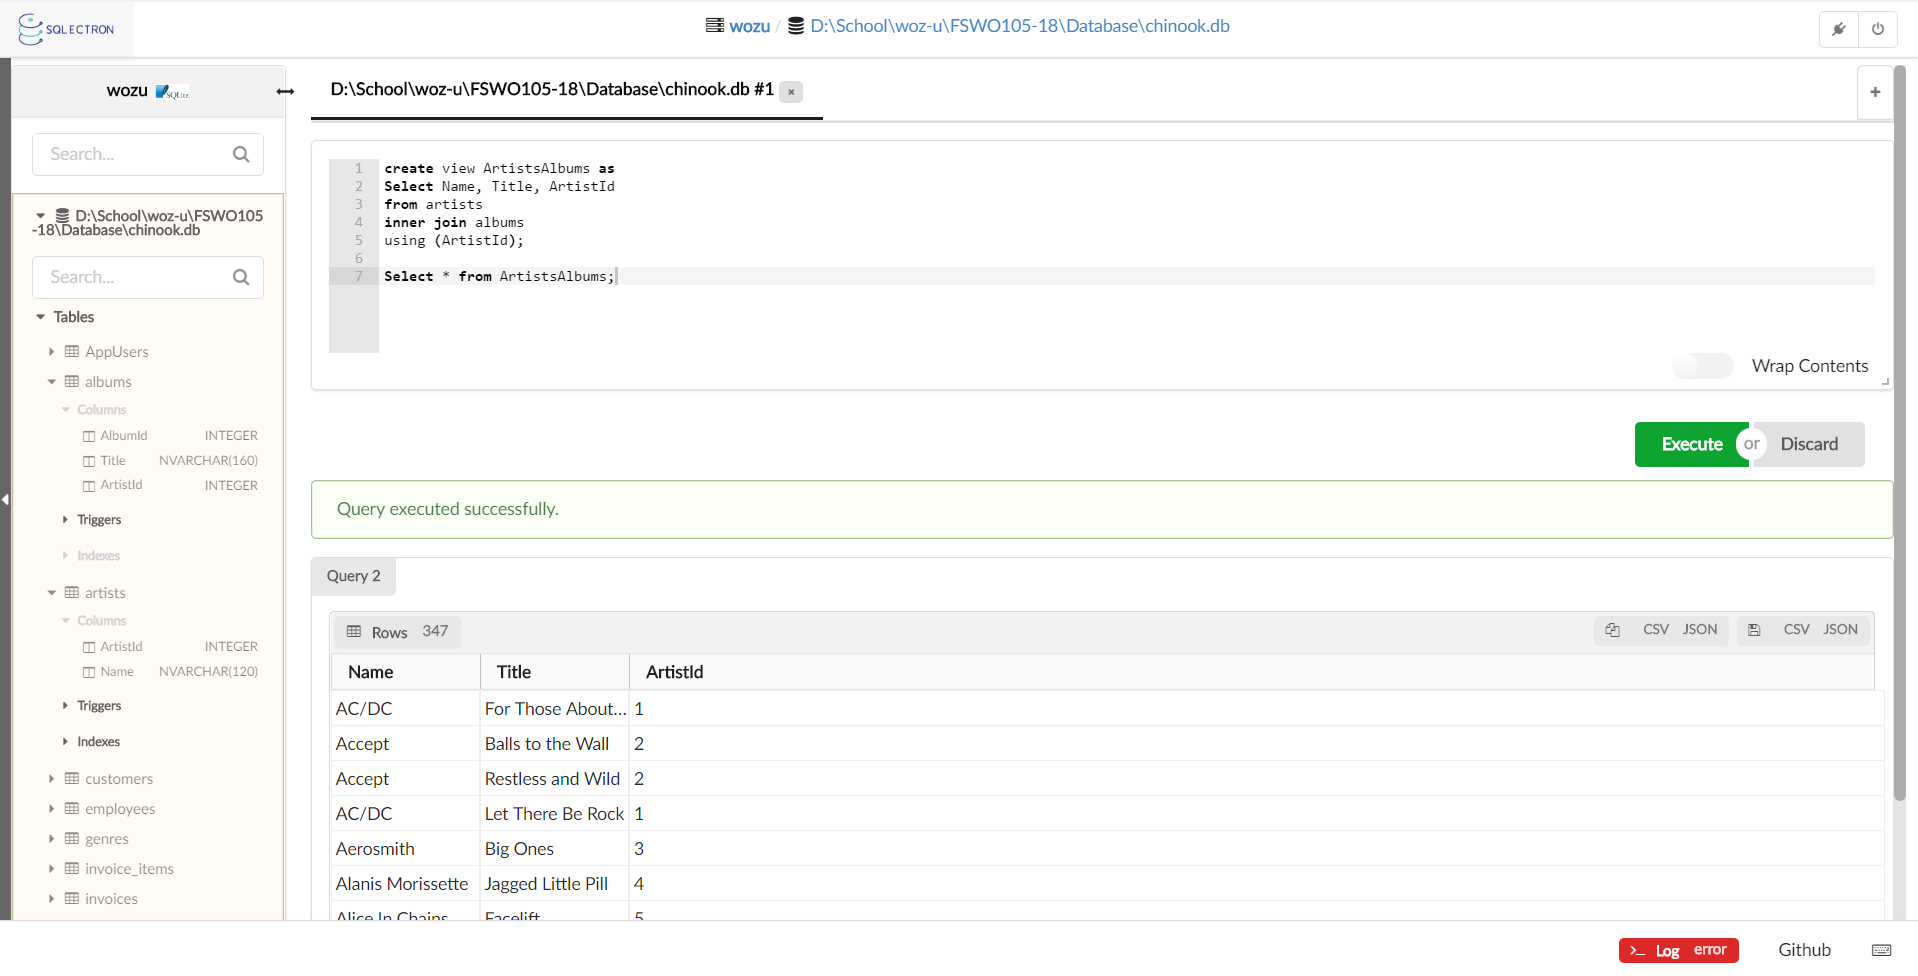 SQLECTRON
wozu / D:\School\woz-u\FSWO105-18\Database\chinook.db
wozu SQLite
Search...
D:\School\woz-u\FSWO105
-18\Database\chinook.db
Search...
Tables
AppUsers
albums
Columns
AlbumId INTEGER
Title NVARCHAR(160)
ArtistId INTEGER
Triggers
Indexes
artists
Columns
ArtistId INTEGER
Name NVARCHAR(120)
Triggers
Indexes
customers
employees
genres
invoice_items
invoices
D:\School\woz-u\FSWO105-18\Database\chinook.db #1 ×
+
1 create view ArtistsAlbums as
2 Select Name, Title, ArtistId
3 from artists
4 inner join albums
5 using (ArtistId);
6
7 Select * from ArtistsAlbums;
Wrap Contents
Execute or Discard
Query executed successfully.
Query 2
Rows 347 CSV JSON CSV JSON
Name Title ArtistId
AC/DC For Those About... 1
Accept Balls to the Wall 2
Accept Restless and Wild 2
AC/DC Let There Be Rock 1
Aerosmith Big Ones 3
Alanis Morissette Jagged Little Pill 4
Alice In Chains Facelift 5
>_ Log error Github